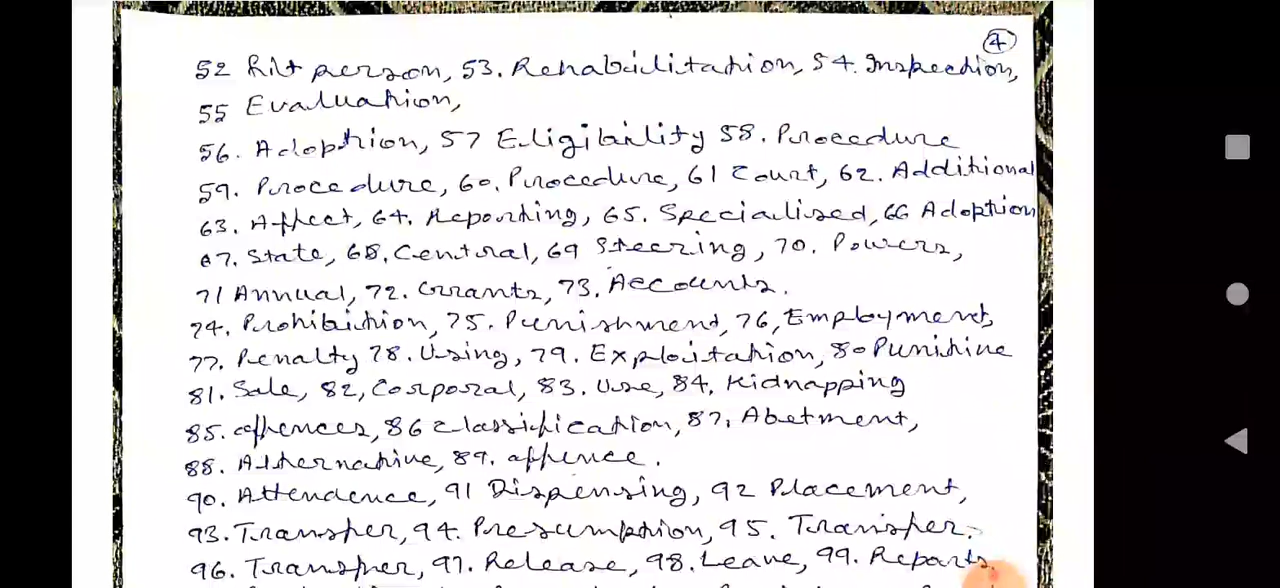 4
52 Fit person, 53. Rehabilitation, 54. Inspection,
55 Evaluation,
56. Adoption, 57 Eligibility 58. Procedure
59. Procedure, 60. Procedure, 61 Court, 62. Additional
63. Affect, 64. Reporting, 65. Specialised, 66 Adoption
67. State, 68. Central, 69 Steering, 70. Powers,
71 Annual, 72. Grants, 73. Accounts.
74. Prohibition, 75. Punishment, 76, Employment,
77. Penalty 78. Using, 79. Exploitation, 80 Punitive
81. Sale, 82, Corporal, 83. Use, 84. Kidnapping
85. offences, 86 classification, 87, Abetment,
88. Alternative, 89. offence.
90. Attendence, 91 Dispensing, 92 Placement,
93. Transfer, 94. Presumption, 95. Transfer.
96. Transfer, 97. Release, 98. Leave, 99. Reports.